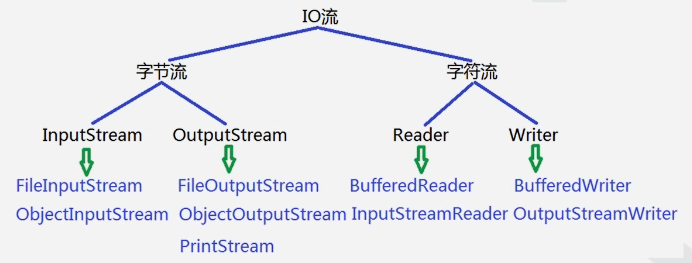 IO流
字节流 字符流
InputStream OutputStream Reader Writer
FileInputStream FileOutputStream BufferedReader BufferedWriter
ObjectInputStream ObjectOutputStream InputStreamReader OutputStreamWriter
PrintStream